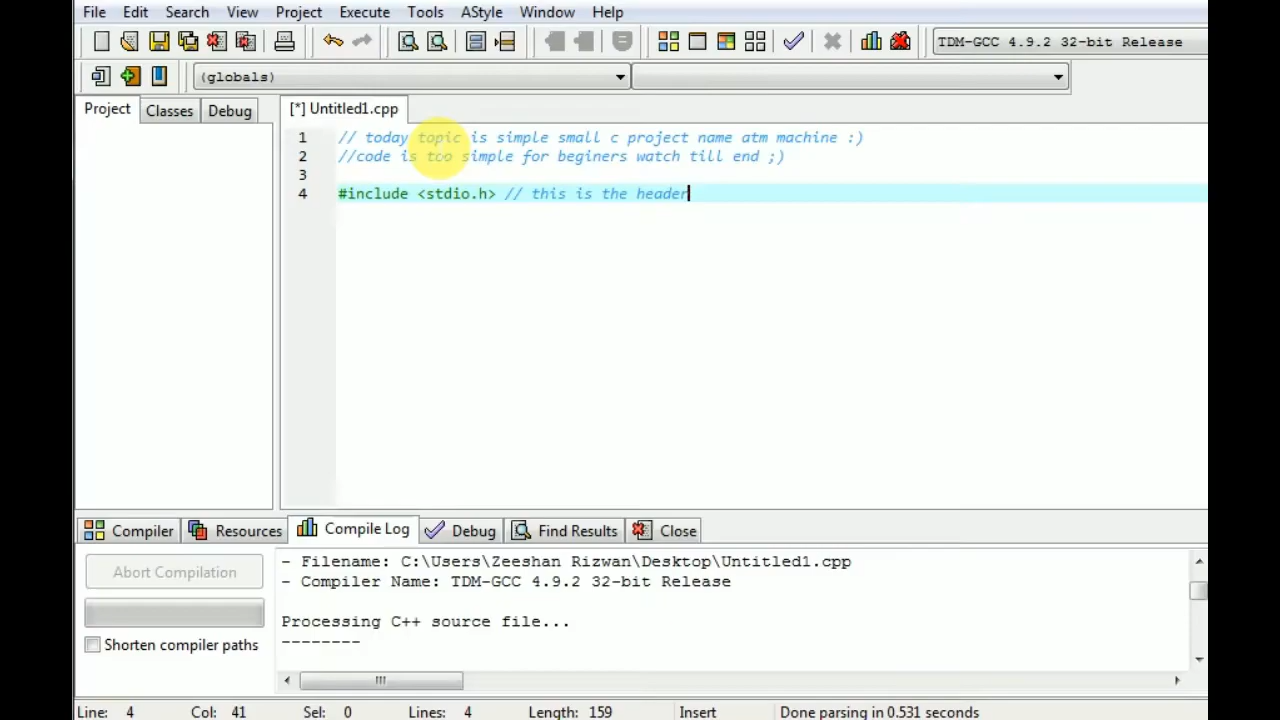 File Edit Search View Project Execute Tools AStyle Window Help
TDM-GCC 4.9.2 32-bit Release
(globals)
Project Classes Debug
[*] Untitled1.cpp
1 // today topic is simple small c project name atm machine :)
2 //code is too simple for beginers watch till end ;)
3
4 #include <stdio.h> // this is the header
Compiler Resources Compile Log Debug Find Results Close
Abort Compilation
Shorten compiler paths
- Filename: C:\Users\Zeeshan Rizwan\Desktop\Untitled1.cpp
- Compiler Name: TDM-GCC 4.9.2 32-bit Release
Processing C++ source file...
--------
Line: 4 Col: 41 Sel: 0 Lines: 4 Length: 159 Insert Done parsing in 0.531 seconds